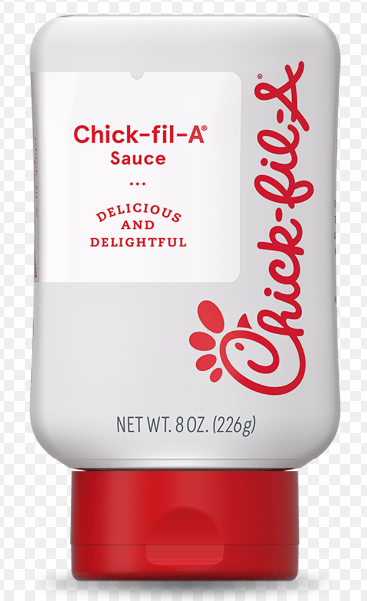 Chick-fil-A®
Sauce
...
DELICIOUS
AND
DELIGHTFUL
Chick-fil-A®
NET WT. 8 OZ. (226g)